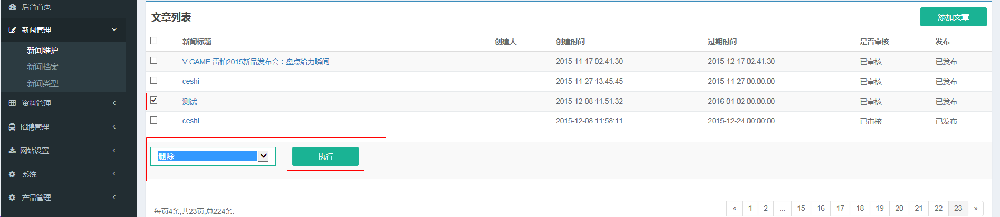 后台首页
新闻管理
新闻维护
新闻档案
新闻类型
资料管理
招聘管理
网站设置
系统
产品管理
文章列表
添加文章
新闻标题 创建人 创建时间 过期时间 是否审核 发布
V GAME 雷柏2015新品发布会：盘点给力瞬间 2015-11-17 02:41:30 2015-12-17 02:41:30 已审核 已发布
ceshi 2015-11-27 13:45:45 2015-11-27 00:00:00 已审核 已发布
测试 2015-12-08 11:51:32 2016-01-02 00:00:00 已审核 已发布
ceshi 2015-12-08 11:58:11 2015-12-24 00:00:00 已审核 已发布
删除 执行
每页4条,共23页,总224条.
« 1 2 ... 15 16 17 18 19 20 21 22 23 »